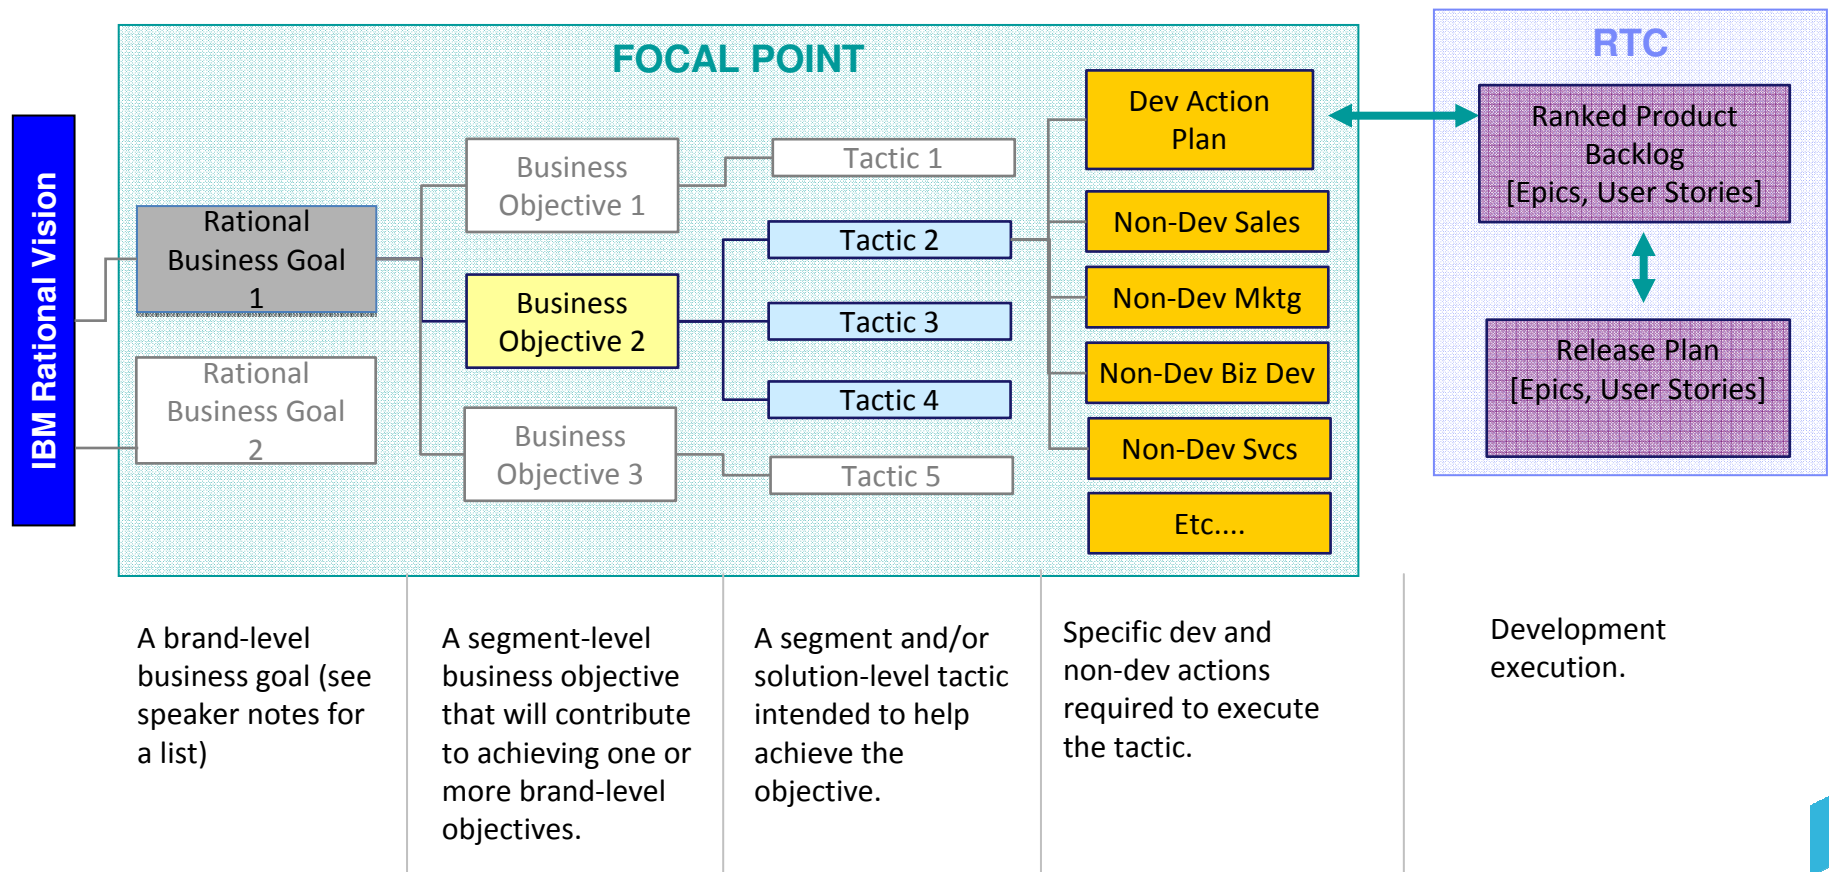 FOCAL POINT
RTC
IBM Rational Vision
Rational
Business Goal
1
Rational
Business Goal
2
Business
Objective 1
Business
Objective 2
Business
Objective 3
Tactic 1
Tactic 2
Tactic 3
Tactic 4
Tactic 5
Dev Action
Plan
Non-Dev Sales
Non-Dev Mktg
Non-Dev Biz Dev
Non-Dev Svcs
Etc....
Ranked Product
Backlog
[Epics, User Stories]
Release Plan
[Epics, User Stories]
A brand-level
business goal (see
speaker notes for
a list)
A segment-level
business objective
that will contribute
to achieving one or
more brand-level
objectives.
A segment and/or
solution-level tactic
intended to help
achieve the
objective.
Specific dev and
non-dev actions
required to execute
the tactic.
Development
execution.